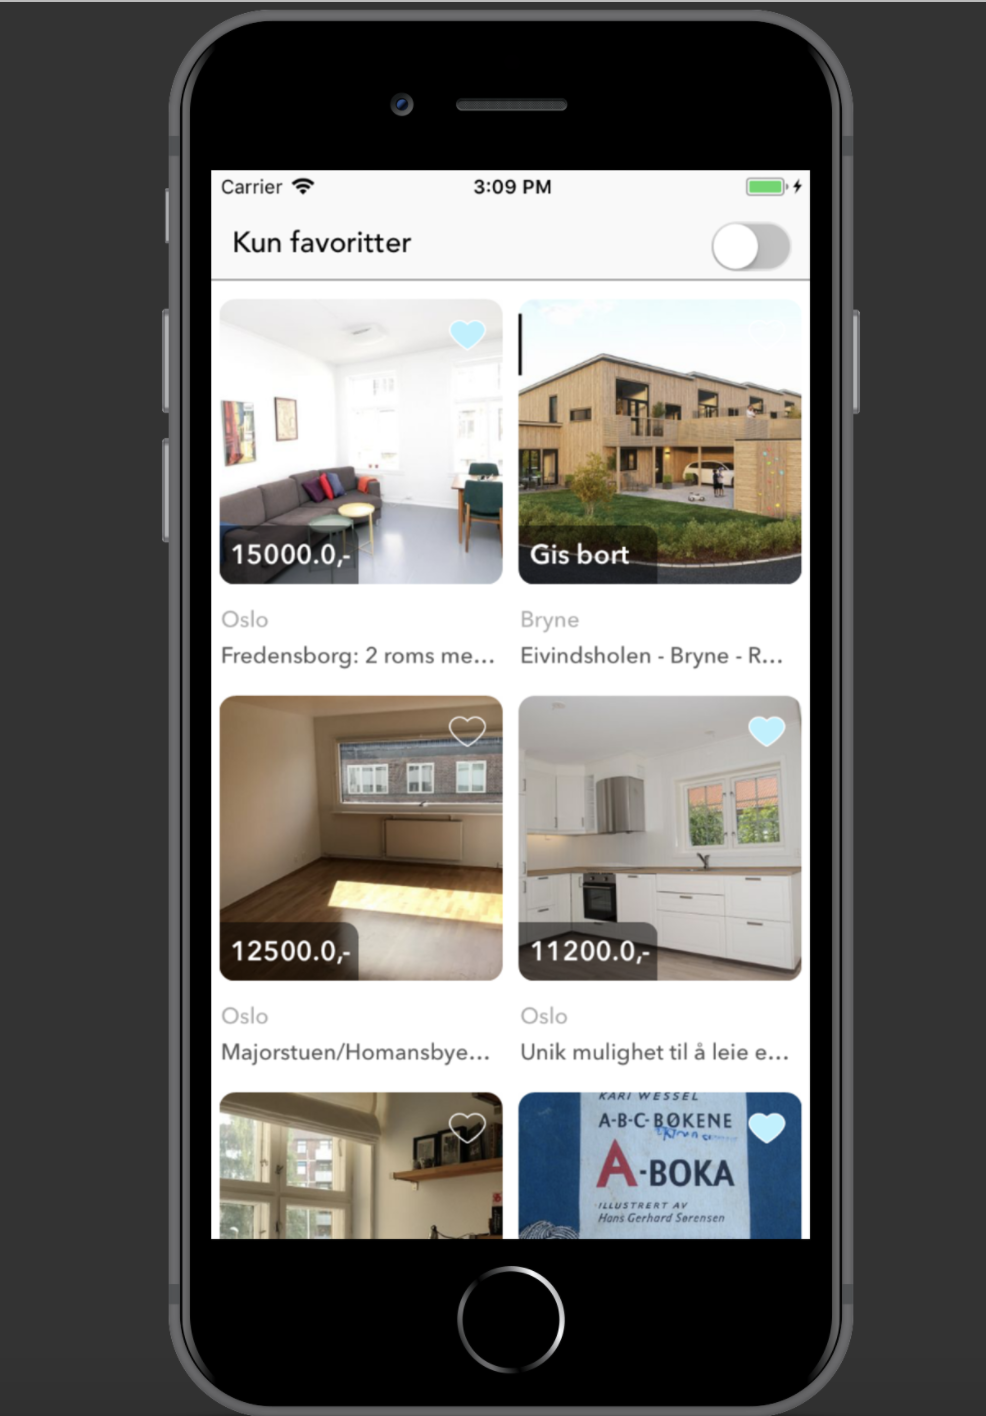 Carrier
3:09 PM
Kun favoritter
15000.0,-
Gis bort
Oslo
Fredensborg: 2 roms me...
Bryne
Eivindsholen - Bryne - R...
12500.0,-
11200.0,-
Oslo
Majorstuen/Homansbye...
Oslo
Unik mulighet til å leie e...
KARI WESSEL
A-B-C-BØKENE
A-BOKA
ILLUSTRERT AV
Hans Gerhard Sørensen